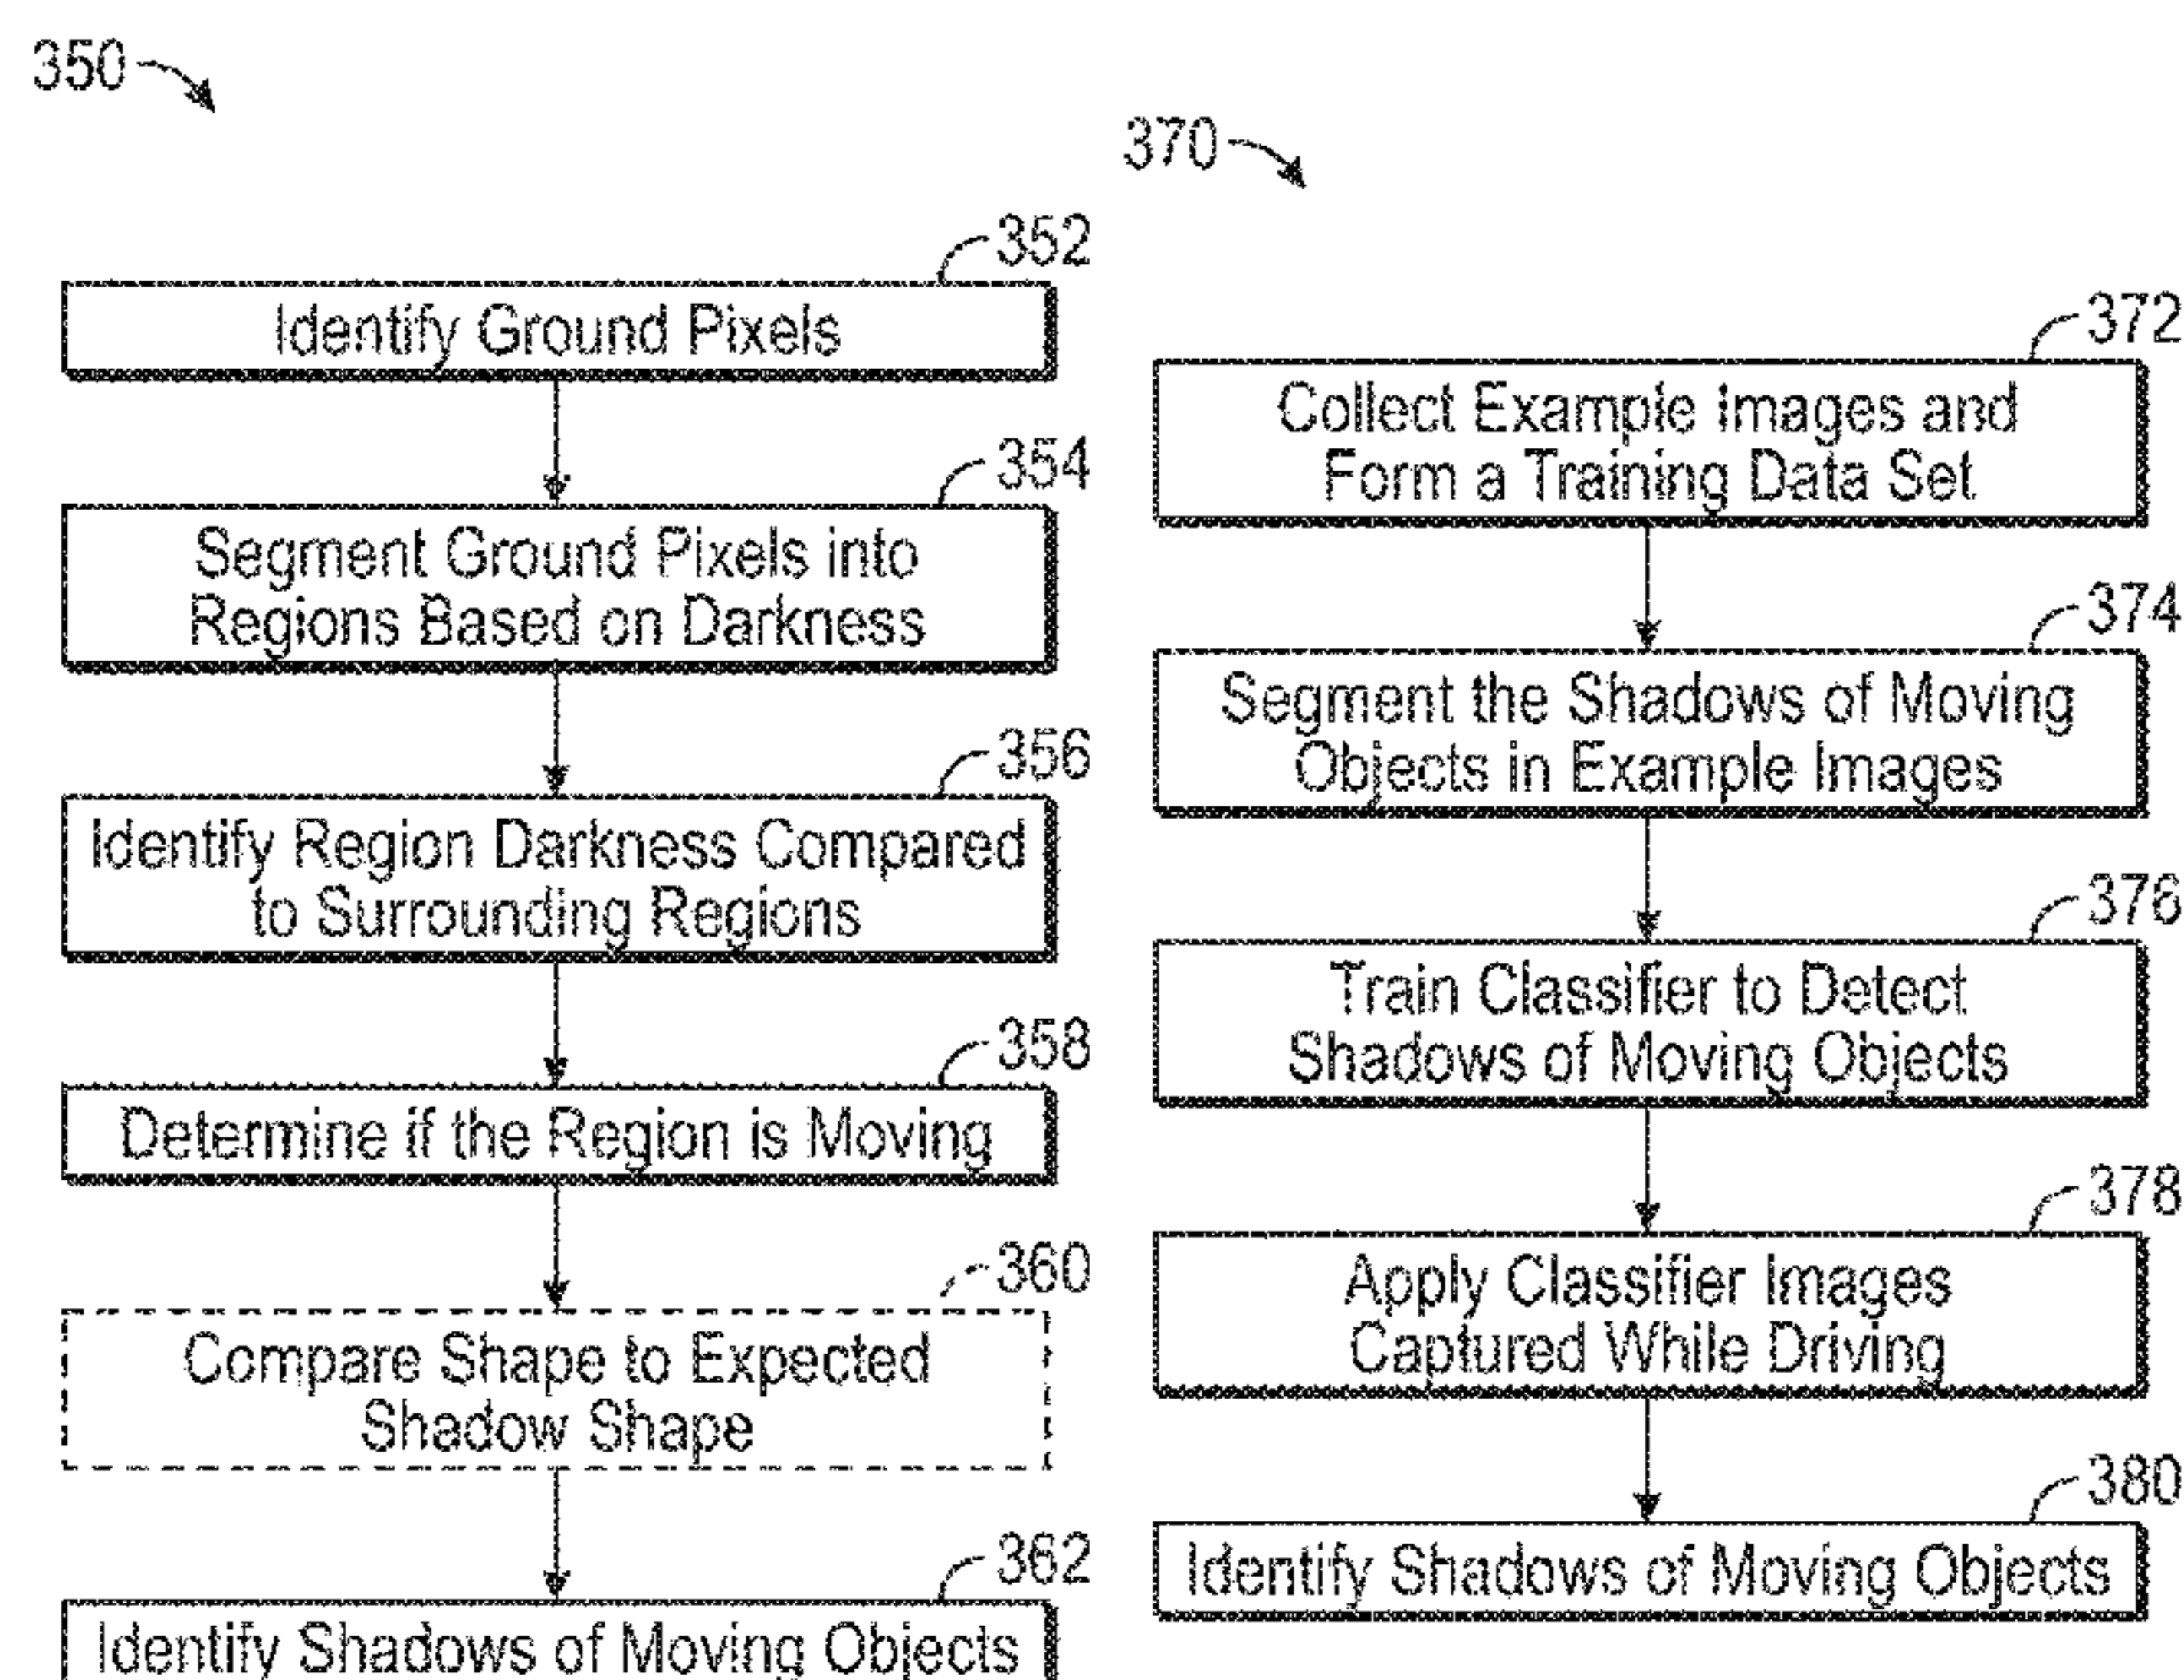 350
352
Identify Ground Pixels
354
Segment Ground Pixels into
Regions Based on Darkness
356
Identify Region Darkness Compared
to Surrounding Regions
358
Determine if the Region is Moving
360
Compare Shape to Expected
Shadow Shape
362
Identify Shadows of Moving Objects
370
372
Collect Example Images and
Form a Training Data Set
374
Segment the Shadows of Moving
Objects in Example Images
376
Train Classifier to Detect
Shadows of Moving Objects
378
Apply Classifier Images
Captured While Driving
380
Identify Shadows of Moving Objects